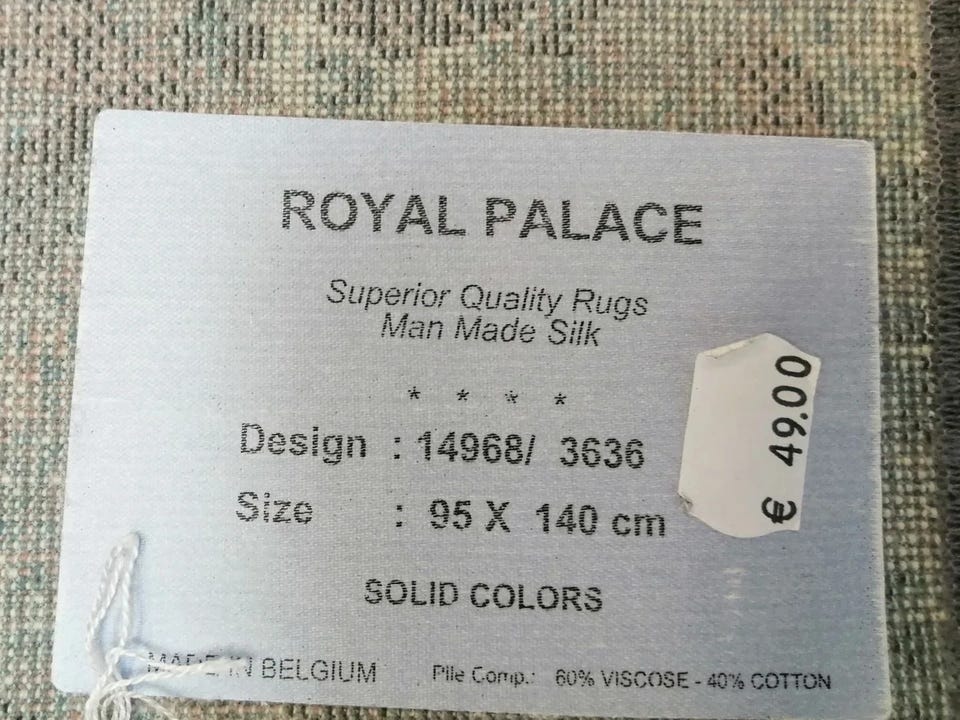 ROYAL PALACE
Superior Quality Rugs
Man Made Silk
* * * *
Design : 14968/ 3636
Size : 95 X 140 cm
€ 49.00
SOLID COLORS
MADE IN BELGIUM Pile Comp.: 60% VISCOSE - 40% COTTON